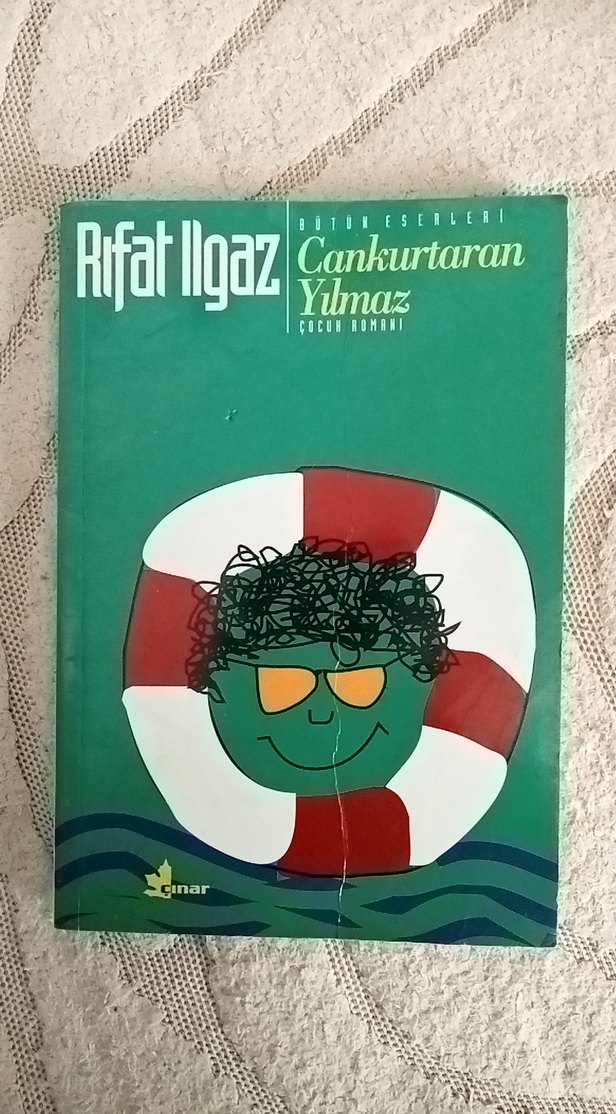 Rıfat Ilgaz
BÜTÜN ESERLERİ
Cankurtaran
Yılmaz
ÇOCUK ROMANI
çınar